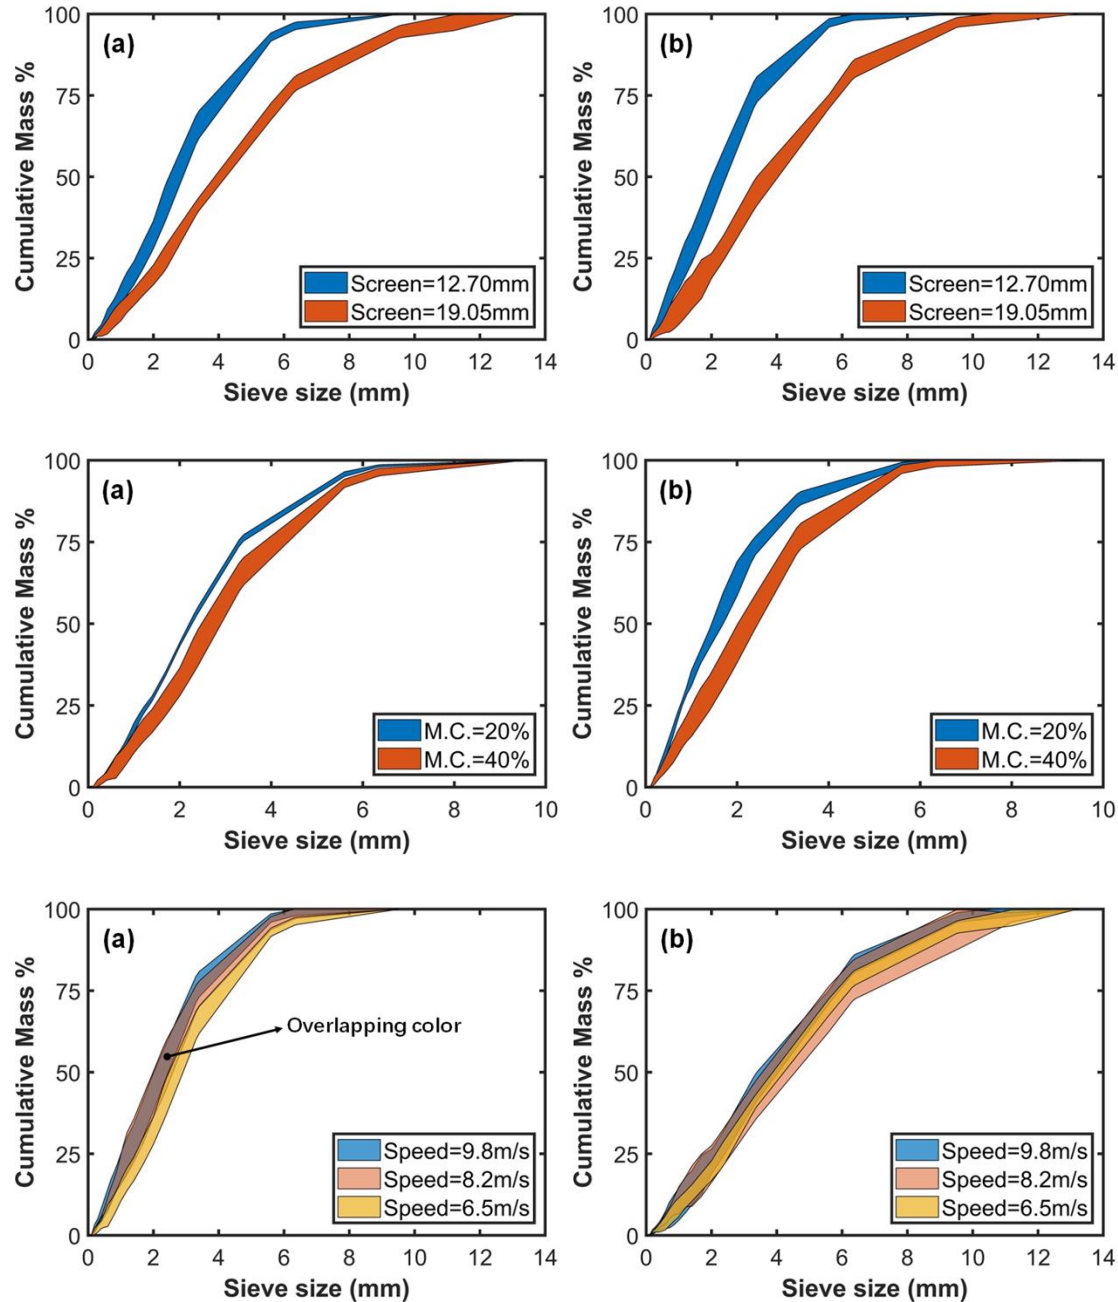 (a)
Cumulative Mass %
100
75
50
25
0
0 2 4 6 8 10 12 14
Sieve size (mm)
Screen=12.70mm
Screen=19.05mm
(b)
Cumulative Mass %
100
75
50
25
0
0 2 4 6 8 10 12 14
Sieve size (mm)
Screen=12.70mm
Screen=19.05mm
(a)
Cumulative Mass %
100
75
50
25
0
0 2 4 6 8 10
Sieve size (mm)
M.C.=20%
M.C.=40%
(b)
Cumulative Mass %
100
75
50
25
0
0 2 4 6 8 10
Sieve size (mm)
M.C.=20%
M.C.=40%
(a)
Cumulative Mass %
100
75
50
25
0
0 2 4 6 8 10 12 14
Sieve size (mm)
Overlapping color
Speed=9.8m/s
Speed=8.2m/s
Speed=6.5m/s
(b)
Cumulative Mass %
100
75
50
25
0
0 2 4 6 8 10 12 14
Sieve size (mm)
Speed=9.8m/s
Speed=8.2m/s
Speed=6.5m/s